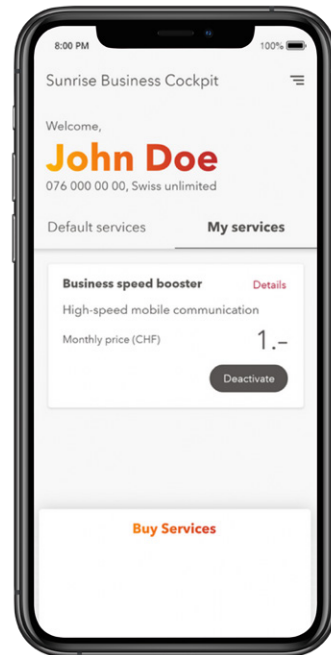 8:00 PM 100%
Sunrise Business Cockpit
Welcome,
John Doe
076 000 00 00, Swiss unlimited
Default services My services
Business speed booster Details
High-speed mobile communication
Monthly price (CHF) 1.–
Deactivate
Buy Services